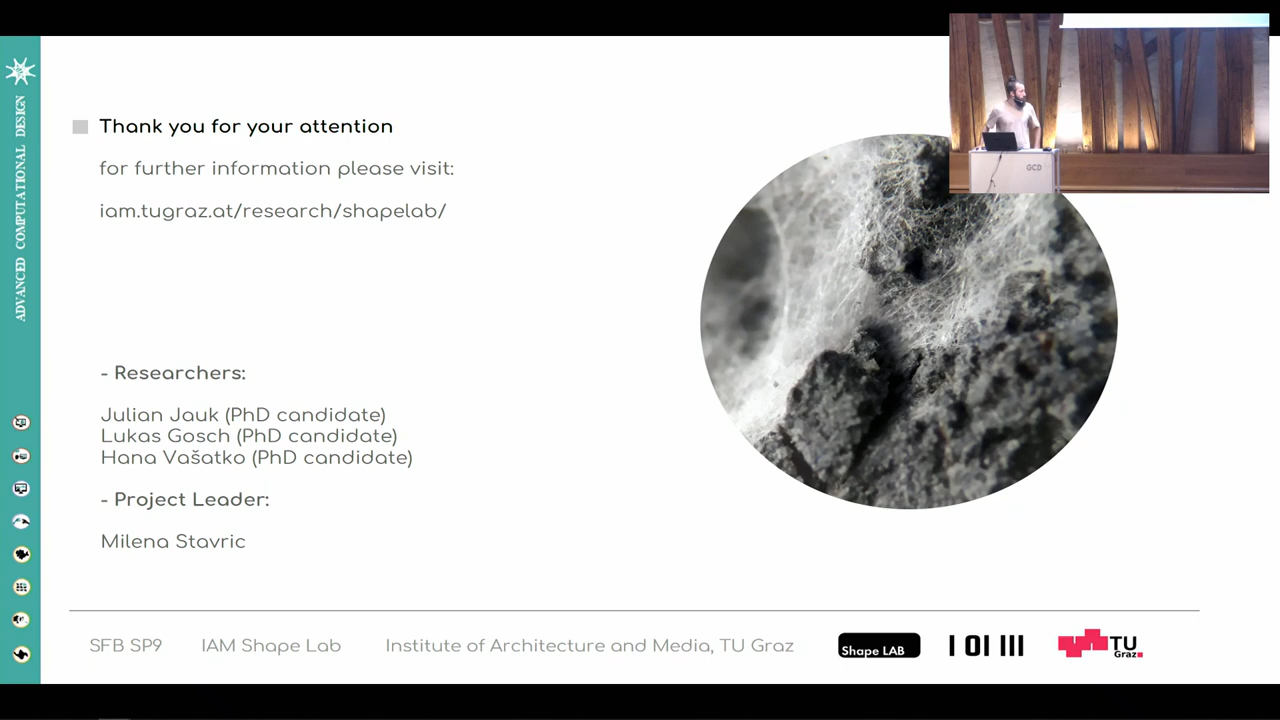 ADVANCED COMPUTATIONAL DESIGN
Thank you for your attention
for further information please visit:
iam.tugraz.at/research/shapelab/
GCD
- Researchers:
Julian Jauk (PhD candidate)
Lukas Gosch (PhD candidate)
Hana Vašatko (PhD candidate)
- Project Leader:
Milena Stavric
SFB SP9 IAM Shape Lab Institute of Architecture and Media, TU Graz
Shape LAB
I OI III
TU
Graz